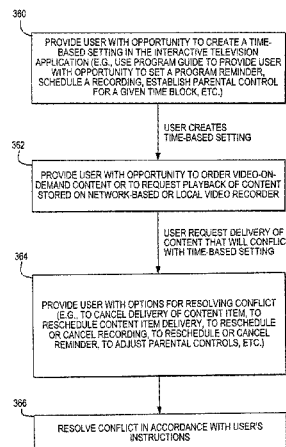 360
PROVIDE USER WITH OPPORTUNITY TO CREATE A TIME-
BASED SETTING IN THE INTERACTIVE TELEVISION
APPLICATION (E.G., USE PROGRAM GUIDE TO PROVIDE USER
WITH OPPORTUNITY TO SET A PROGRAM REMINDER,
SCHEDULE A RECORDING, ESTABLISH PARENTAL CONTROL
FOR A GIVEN TIME BLOCK, ETC.)
USER CREATES
TIME-BASED SETTING
362
PROVIDE USER WITH OPPORTUNITY TO ORDER VIDEO-ON-
DEMAND CONTENT OR TO REQUEST PLAYBACK OF CONTENT
STORED ON NETWORK-BASED OR LOCAL VIDEO RECORDER
USER REQUEST DELIVERY OF
CONTENT THAT WILL CONFLIC
WITH TIME-BASED SETTING
364
PROVIDE USER WITH OPTIONS FOR RESOLVING CONFLICT
(E.G., TO CANCEL DELIVERY OF CONTENT ITEM, TO
RESCHEDULE CONTENT ITEM DELIVERY, TO RESCHEDULE
OR CANCEL RECORDING, TO RESCHEDULE OR CANCEL
REMINDER, TO ADJUST PARENTAL CONTROLS, ETC.)
366
RESOLVE CONFLICT IN ACCORDANCE WITH USER'S
INSTRUCTIONS